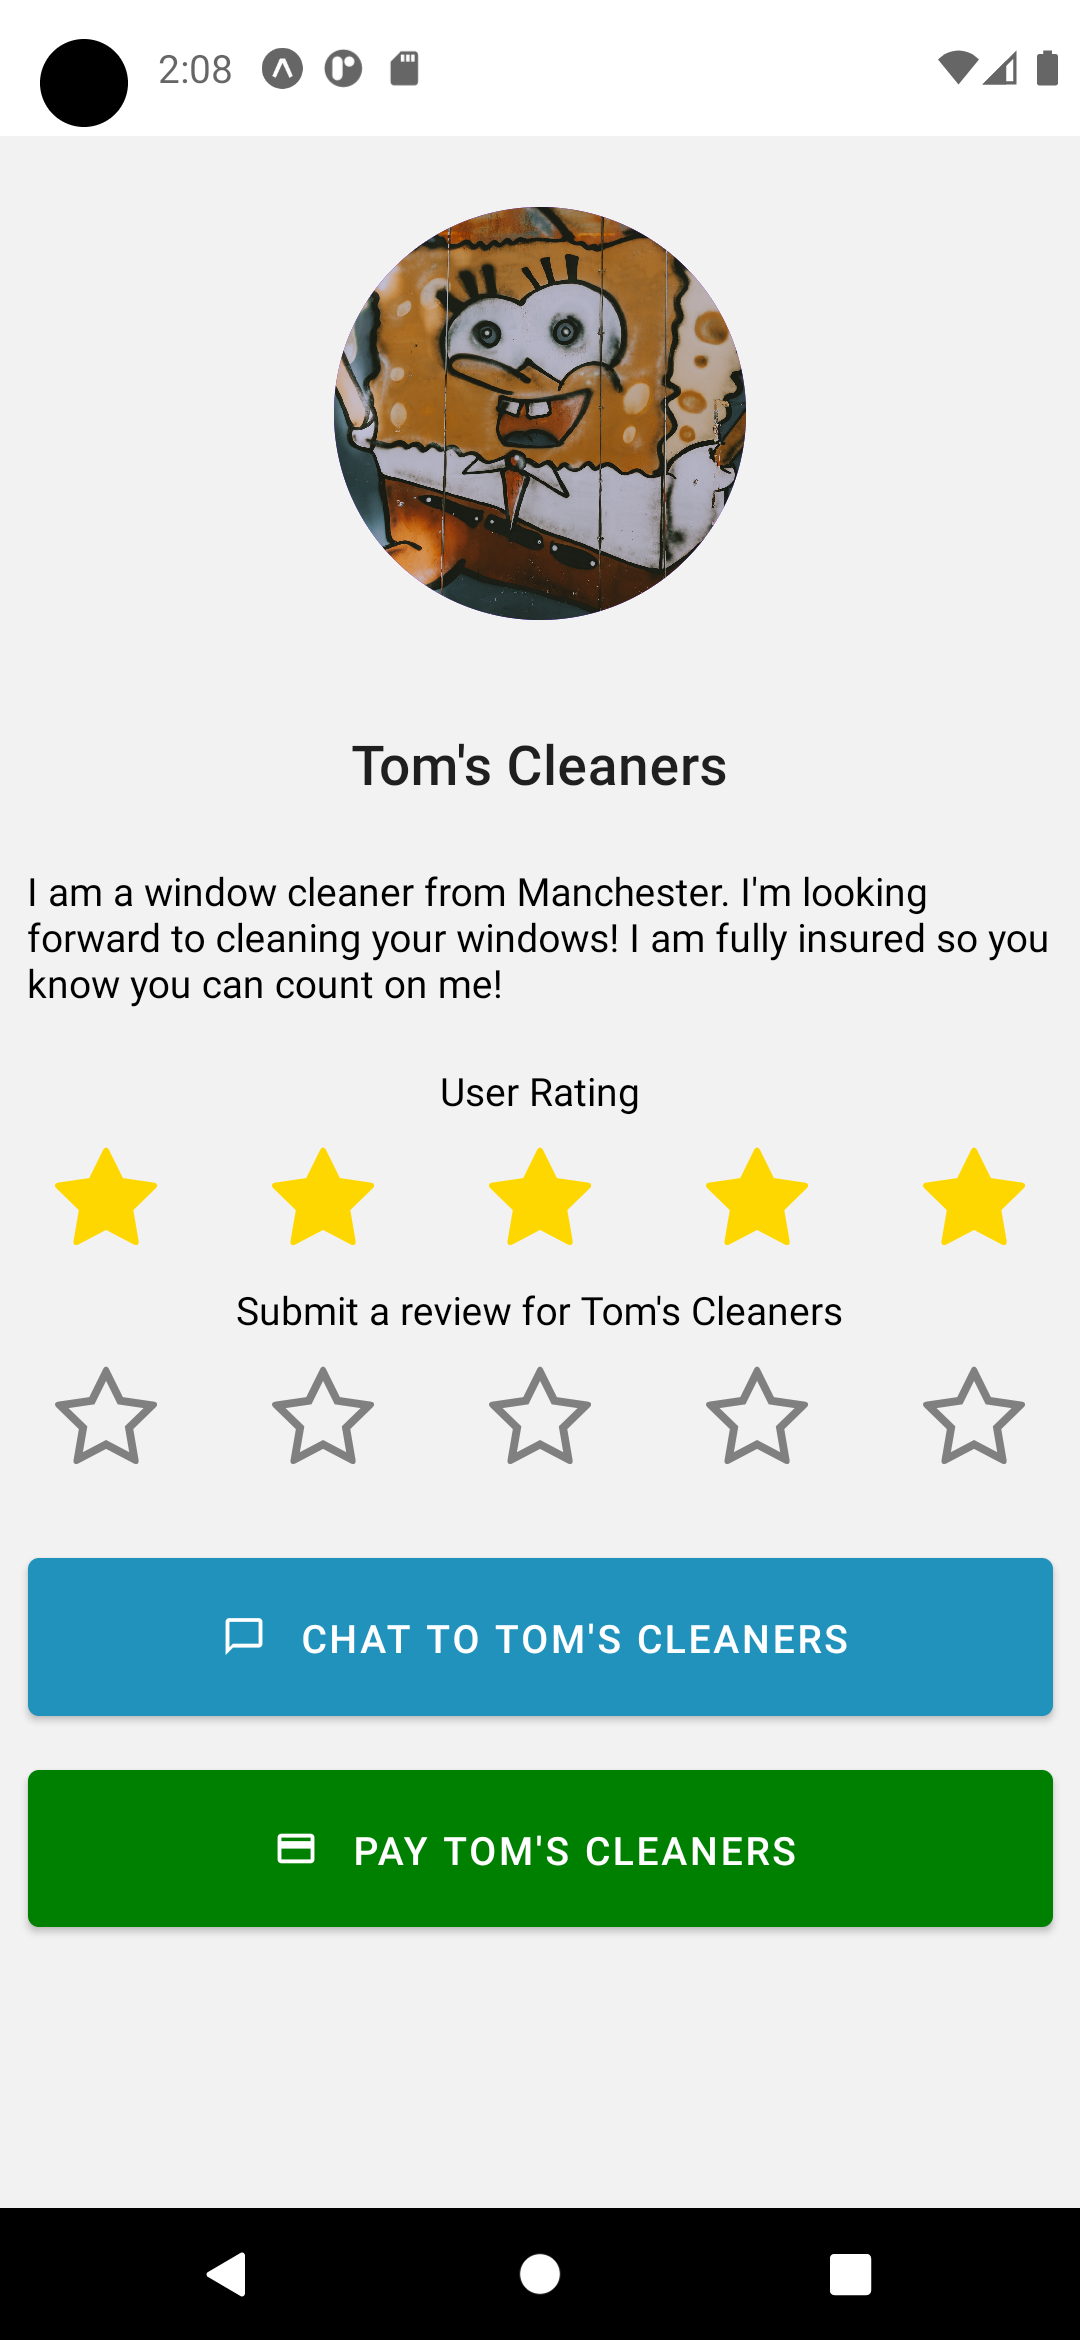 2:08
Tom's Cleaners
I am a window cleaner from Manchester. I'm looking
forward to cleaning your windows! I am fully insured so you
know you can count on me!
User Rating
Submit a review for Tom's Cleaners
CHAT TO TOM'S CLEANERS
PAY TOM'S CLEANERS